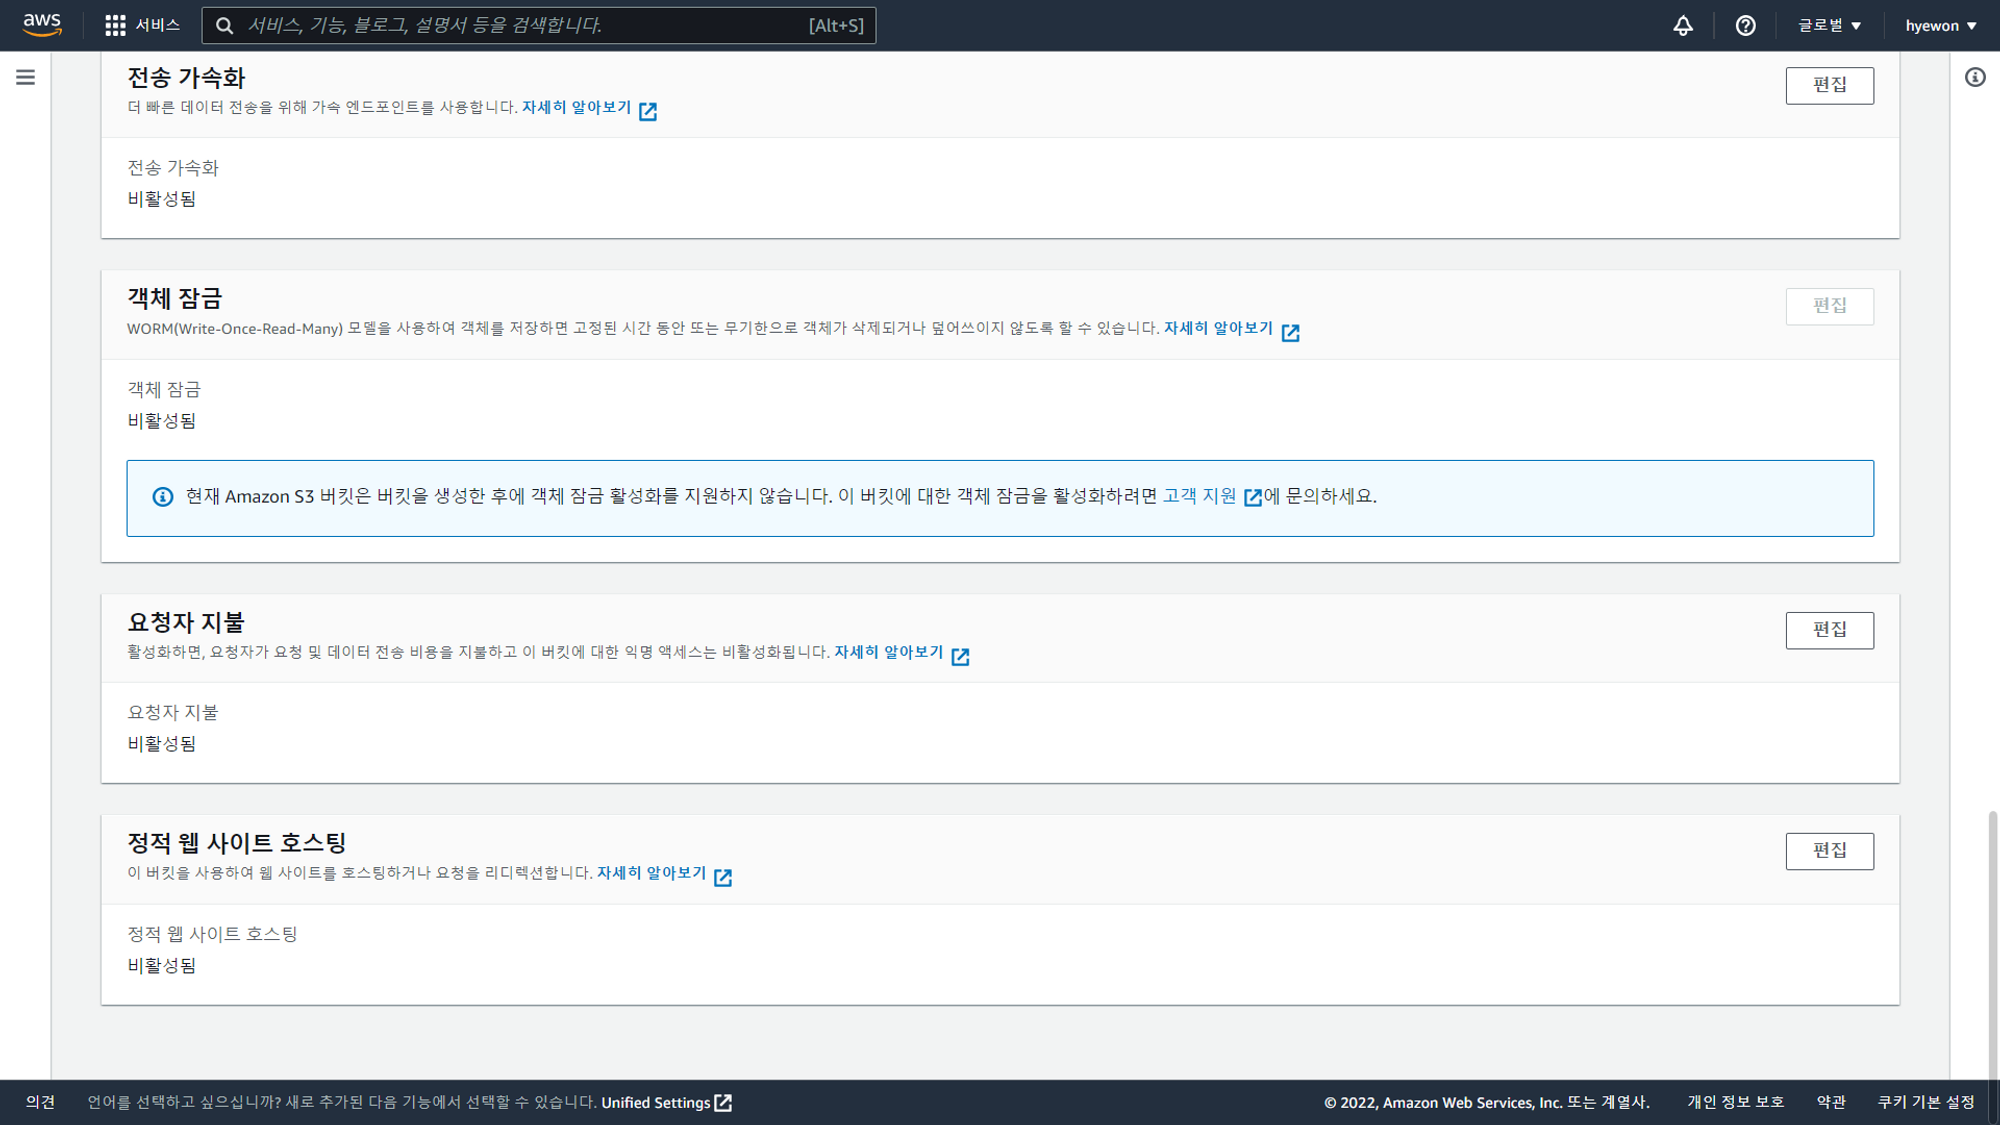 aws 서비스 서비스, 기능, 블로그, 설명서 등을 검색합니다. [Alt+S] 글로벌 hyewon
전송 가속화
편집
더 빠른 데이터 전송을 위해 가속 엔드포인트를 사용합니다. 자세히 알아보기
전송 가속화
비활성됨
객체 잠금
편집
WORM(Write-Once-Read-Many) 모델을 사용하여 객체를 저장하면 고정된 시간 동안 또는 무기한으로 객체가 삭제되거나 덮어쓰이지 않도록 할 수 있습니다. 자세히 알아보기
객체 잠금
비활성됨
현재 Amazon S3 버킷은 버킷을 생성한 후에 객체 잠금 활성화를 지원하지 않습니다. 이 버킷에 대한 객체 잠금을 활성화하려면 고객 지원 에 문의하세요.
요청자 지불
편집
활성화하면, 요청자가 요청 및 데이터 전송 비용을 지불하고 이 버킷에 대한 익명 액세스는 비활성화됩니다. 자세히 알아보기
요청자 지불
비활성됨
정적 웹 사이트 호스팅
편집
이 버킷을 사용하여 웹 사이트를 호스팅하거나 요청을 리디렉션합니다. 자세히 알아보기
정적 웹 사이트 호스팅
비활성됨
의견 언어를 선택하고 싶으십니까? 새로 추가된 다음 기능에서 선택할 수 있습니다. Unified Settings © 2022, Amazon Web Services, Inc. 또는 계열사. 개인 정보 보호 약관 쿠키 기본 설정